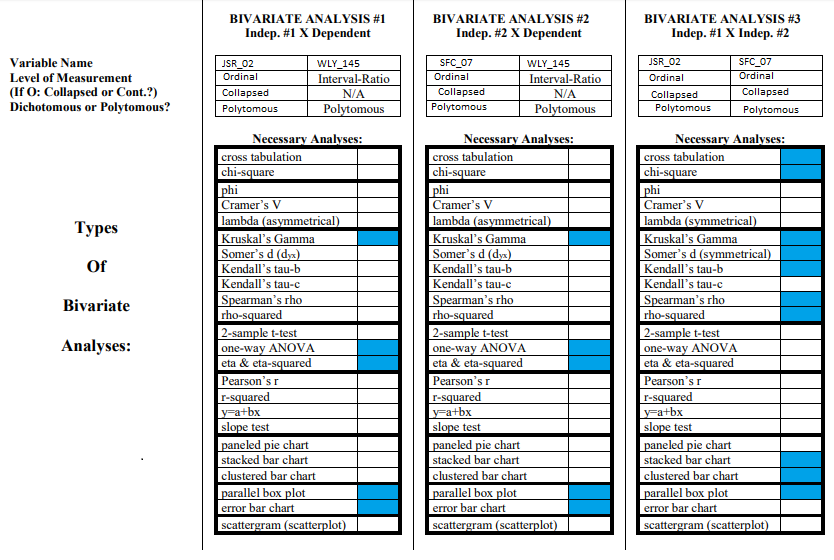 BIVARIATE ANALYSIS #1
Indep. #1 X Dependent
BIVARIATE ANALYSIS #2
Indep. #2 X Dependent
BIVARIATE ANALYSIS #3
Indep. #1 X Indep. #2
Variable Name
Level of Measurement
(If O: Collapsed or Cont.?)
Dichotomous or Polytomous?
JSR_02 WLY_145
Ordinal Interval-Ratio
Collapsed N/A
Polytomous Polytomous
SFC_07 WLY_145
Ordinal Interval-Ratio
Collapsed N/A
Polytomous Polytomous
JSR_02 SFC_07
Ordinal Ordinal
Collapsed Collapsed
Polytomous Polytomous
Types
Of
Bivariate
Analyses:
.
Necessary Analyses:
cross tabulation
chi-square
phi
Cramer's V
lambda (asymmetrical)
Kruskal's Gamma
Somer's d (dyx)
Kendall's tau-b
Kendall's tau-c
Spearman's rho
rho-squared
2-sample t-test
one-way ANOVA
eta & eta-squared
Pearson's r
r-squared
y=a+bx
slope test
paneled pie chart
stacked bar chart
clustered bar chart
parallel box plot
error bar chart
scattergram (scatterplot)
Necessary Analyses:
cross tabulation
chi-square
phi
Cramer's V
lambda (asymmetrical)
Kruskal's Gamma
Somer's d (dyx)
Kendall's tau-b
Kendall's tau-c
Spearman's rho
rho-squared
2-sample t-test
one-way ANOVA
eta & eta-squared
Pearson's r
r-squared
y=a+bx
slope test
paneled pie chart
stacked bar chart
clustered bar chart
parallel box plot
error bar chart
scattergram (scatterplot)
Necessary Analyses:
cross tabulation
chi-square
phi
Cramer's V
lambda (symmetrical)
Kruskal's Gamma
Somer's d (symmetrical)
Kendall's tau-b
Kendall's tau-c
Spearman's rho
rho-squared
2-sample t-test
one-way ANOVA
eta & eta-squared
Pearson's r
r-squared
y=a+bx
slope test
paneled pie chart
stacked bar chart
clustered bar chart
parallel box plot
error bar chart
scattergram (scatterplot)